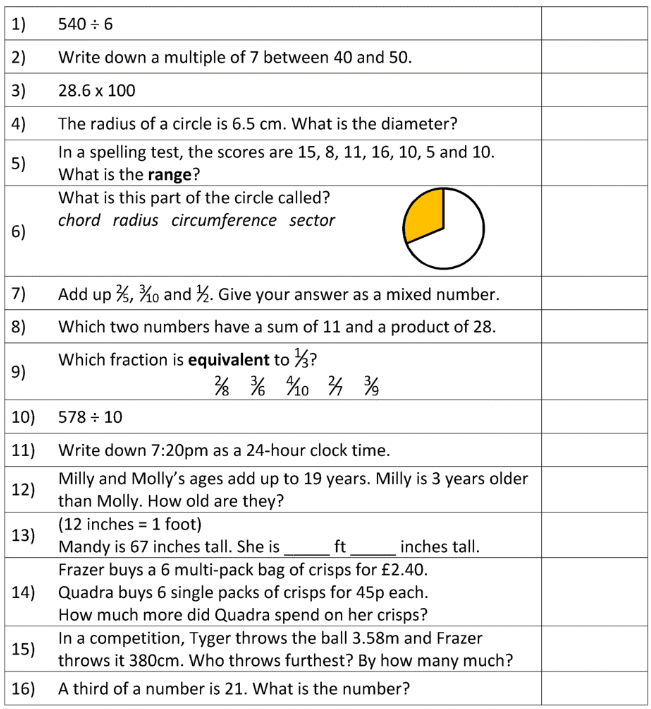 1) 540 ÷ 6
2) Write down a multiple of 7 between 40 and 50.
3) 28.6 x 100
4) The radius of a circle is 6.5 cm. What is the diameter?
5) In a spelling test, the scores are 15, 8, 11, 16, 10, 5 and 10.
What is the range?
What is this part of the circle called?
6) chord radius circumference sector
7) Add up ⅖, ³⁄₁₀ and ½. Give your answer as a mixed number.
8) Which two numbers have a sum of 11 and a product of 28.
9) Which fraction is equivalent to ⅓?
²⁄₈ ³⁄₆ ⁴⁄₁₀ ²⁄₇ ³⁄₉
10) 578 ÷ 10
11) Write down 7:20pm as a 24-hour clock time.
12) Milly and Molly’s ages add up to 19 years. Milly is 3 years older
than Molly. How old are they?
13) (12 inches = 1 foot)
Mandy is 67 inches tall. She is _____ ft _____ inches tall.
Frazer buys a 6 multi-pack bag of crisps for £2.40.
14) Quadra buys 6 single packs of crisps for 45p each.
How much more did Quadra spend on her crisps?
15) In a competition, Tyger throws the ball 3.58m and Frazer
throws it 380cm. Who throws furthest? By how many much?
16) A third of a number is 21. What is the number?